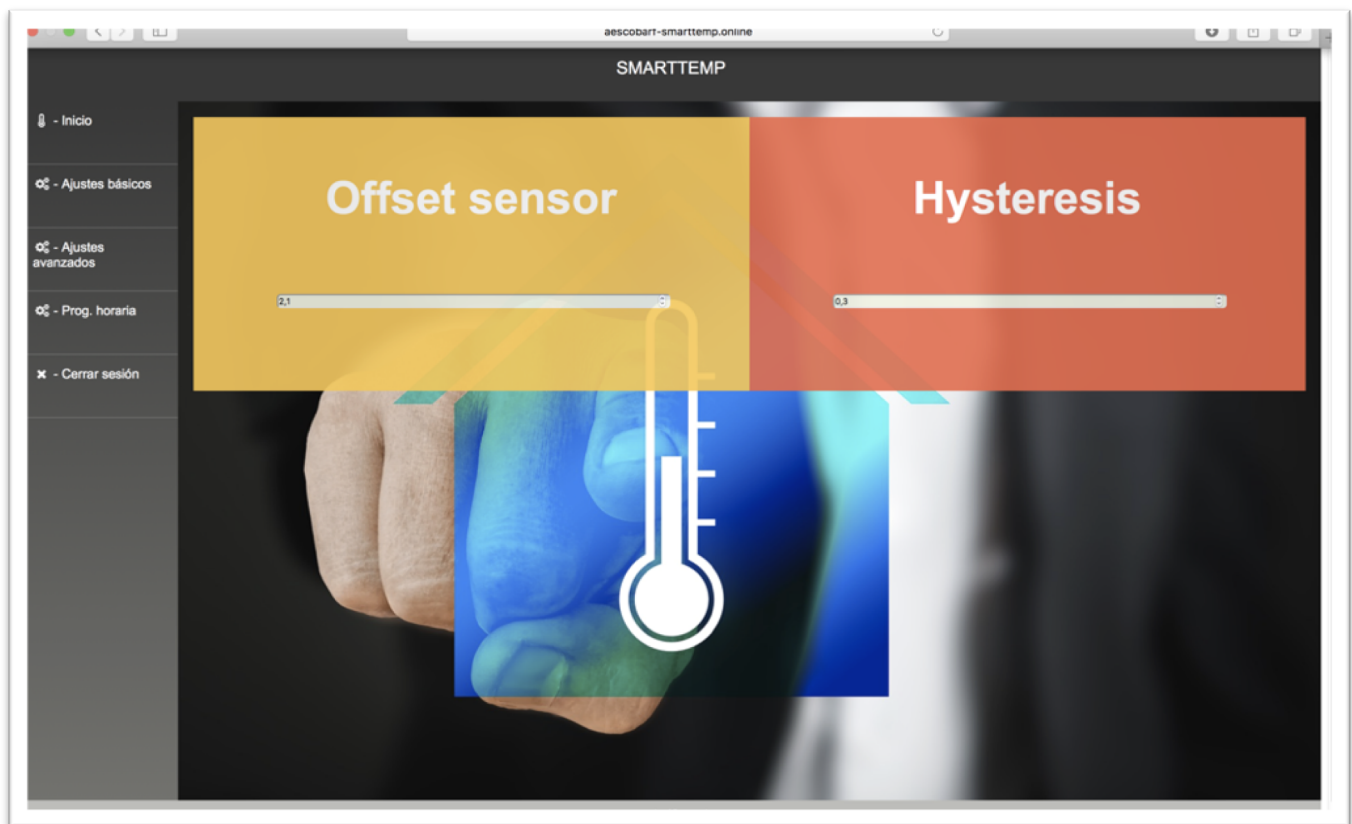 aescobarf-smarttemp.online
SMARTTEMP
- Inicio
- Ajustes básicos
- Ajustes
avanzados
- Prog. horaria
- Cerrar sesión
Offset sensor
Hysteresis
2,1
0,3